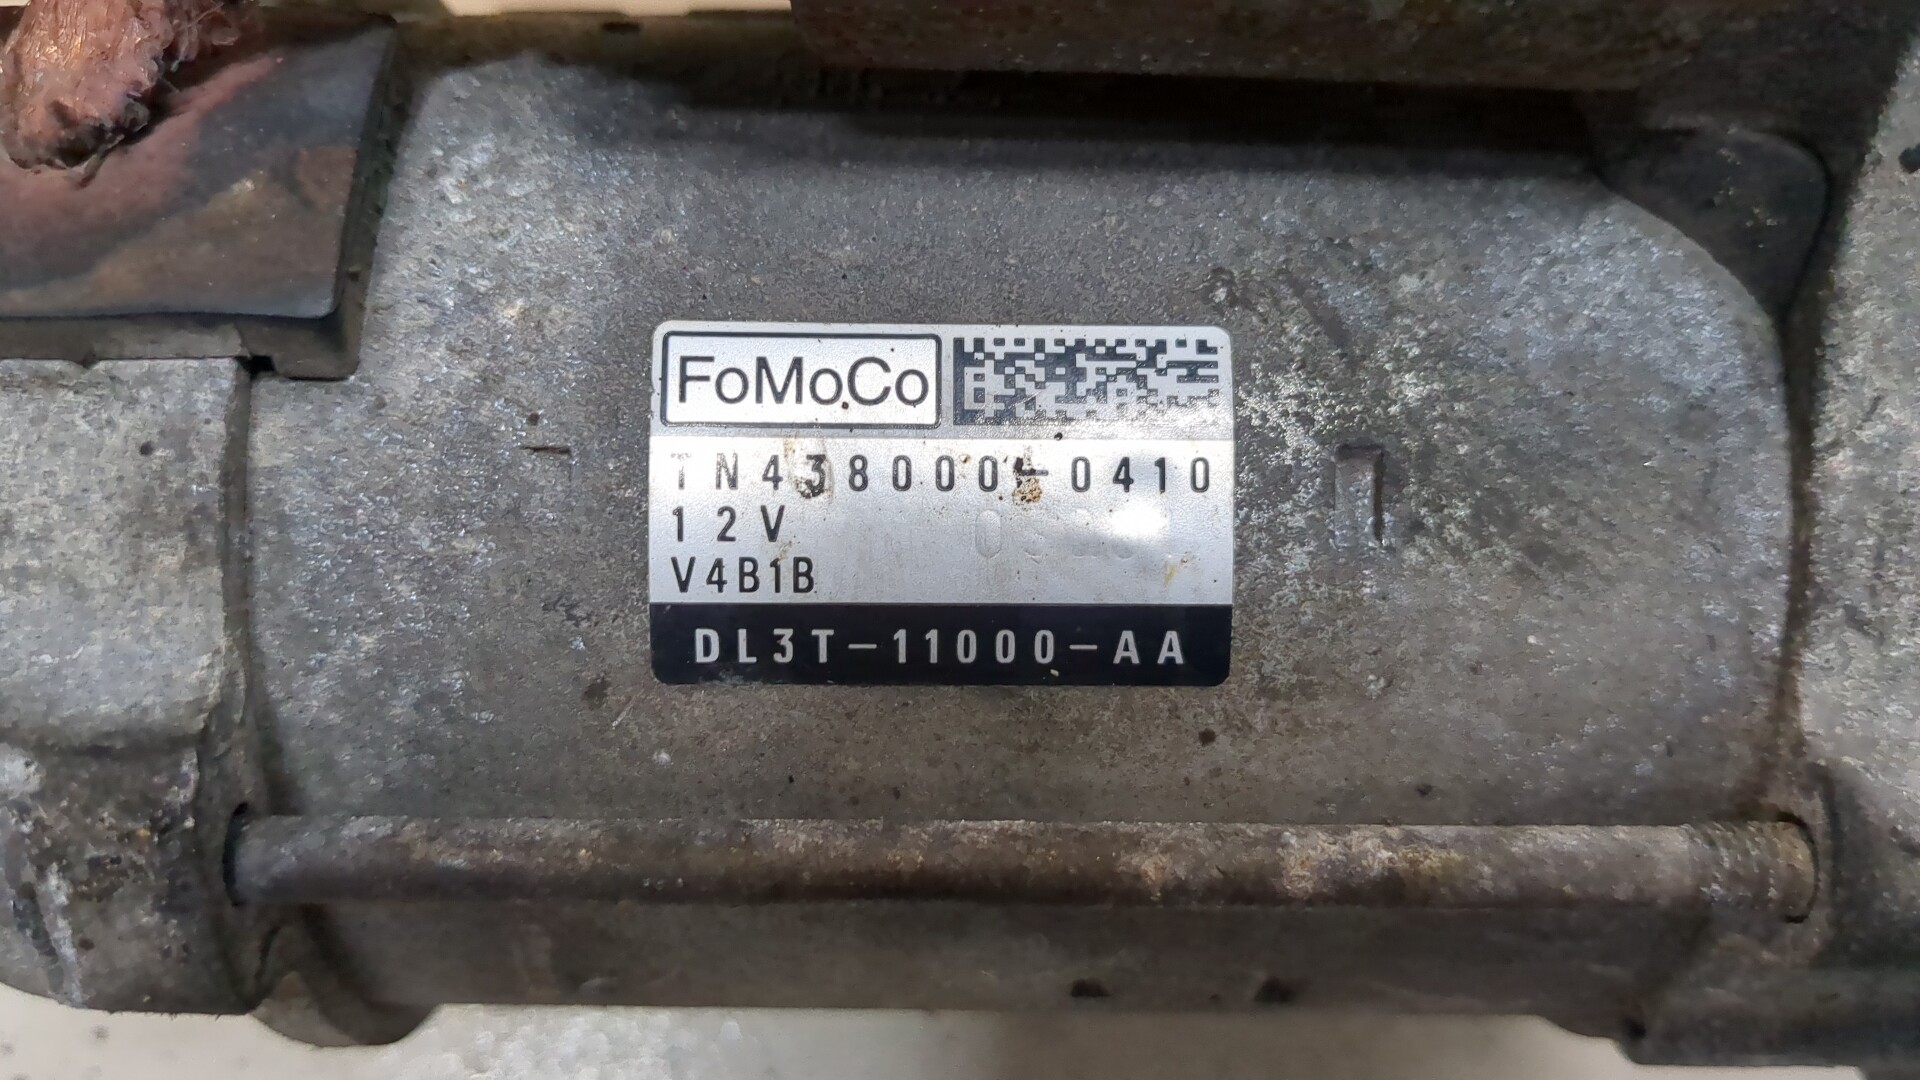 FoMoCo
TN438000-0410
12V
V4B1B
DL3T-11000-AA